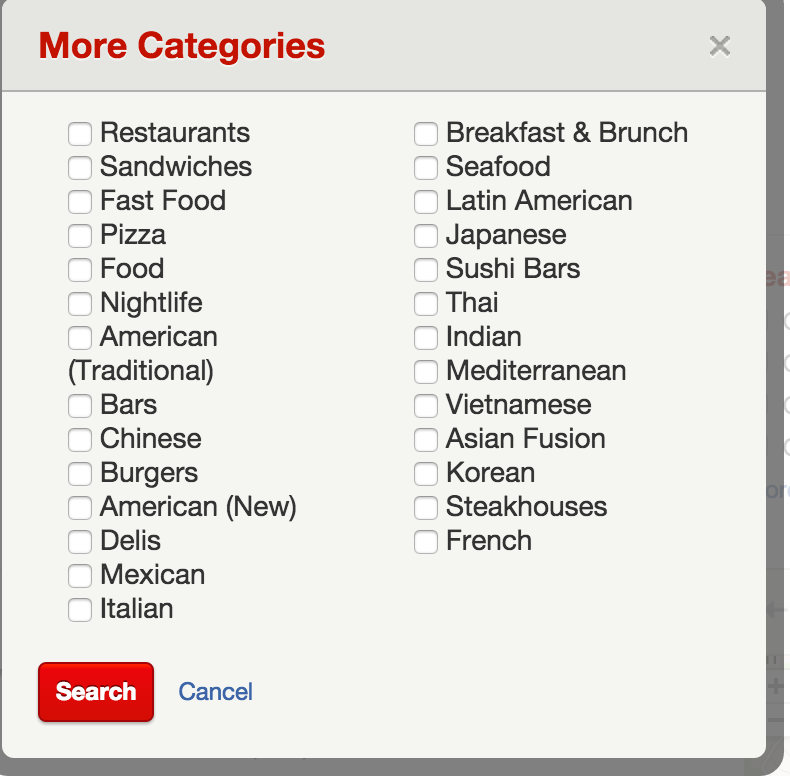 More Categories
Restaurants
Sandwiches
Fast Food
Pizza
Food
Nightlife
American
(Traditional)
Bars
Chinese
Burgers
American (New)
Delis
Mexican
Italian
Breakfast & Brunch
Seafood
Latin American
Japanese
Sushi Bars
Thai
Indian
Mediterranean
Vietnamese
Asian Fusion
Korean
Steakhouses
French
Search Cancel